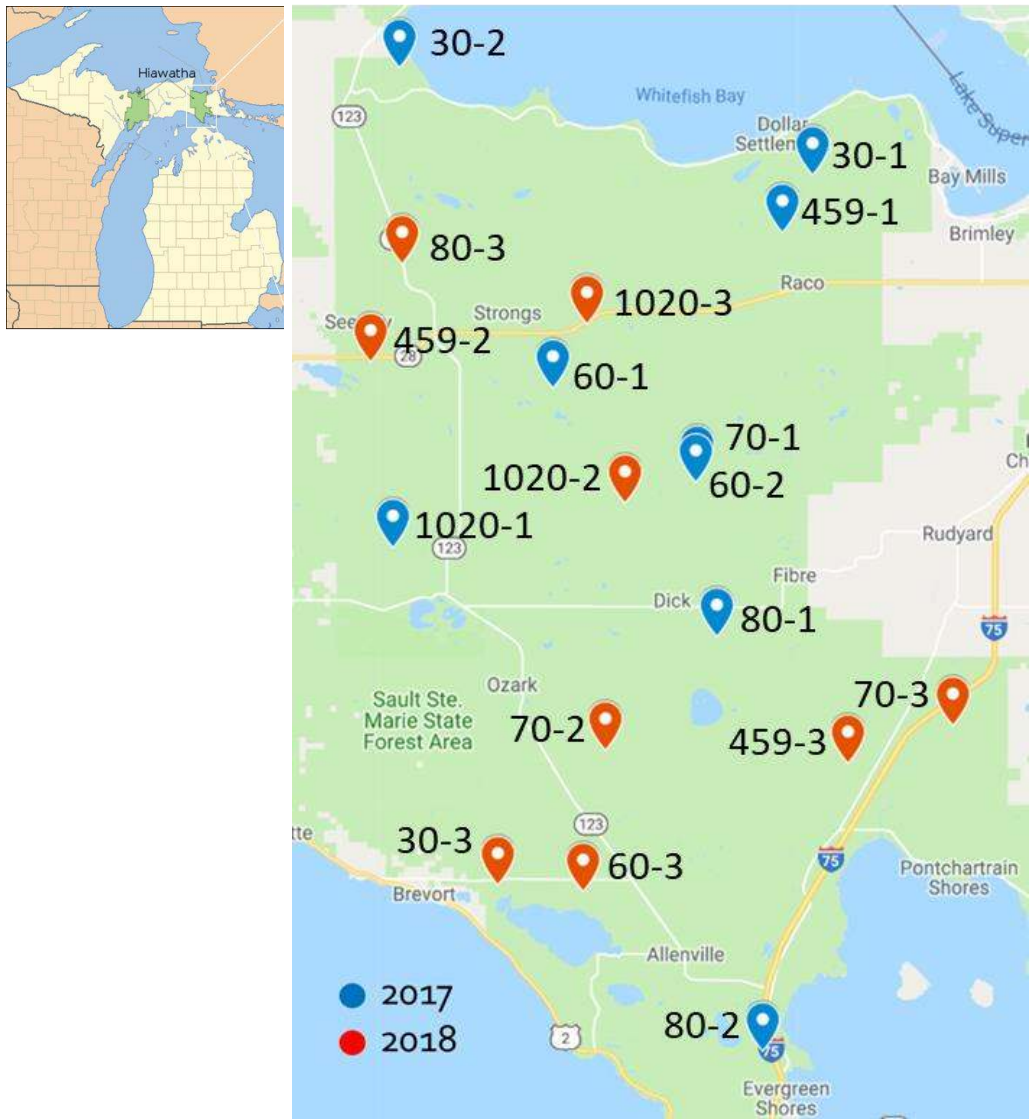 Hiawatha
30-2
123
Whitefish Bay
Lake Super
Dollar
Settlem
30-1
Bay Mills
459-1
Brimley
80-3
Raco
1020-3
Strongs
459-2
28
60-1
70-1
60-2
1020-2
Ch
1020-1
Rudyard
123
Fibre
Dick
80-1
75
Ozark
70-3
Sault Ste.
Marie State
Forest Area
70-2
459-3
123
30-3
tte
60-3
75
Pontchartrain
Shores
Brevort
Allenville
2017
80-2
2018
2
75
Evergreen
Shores